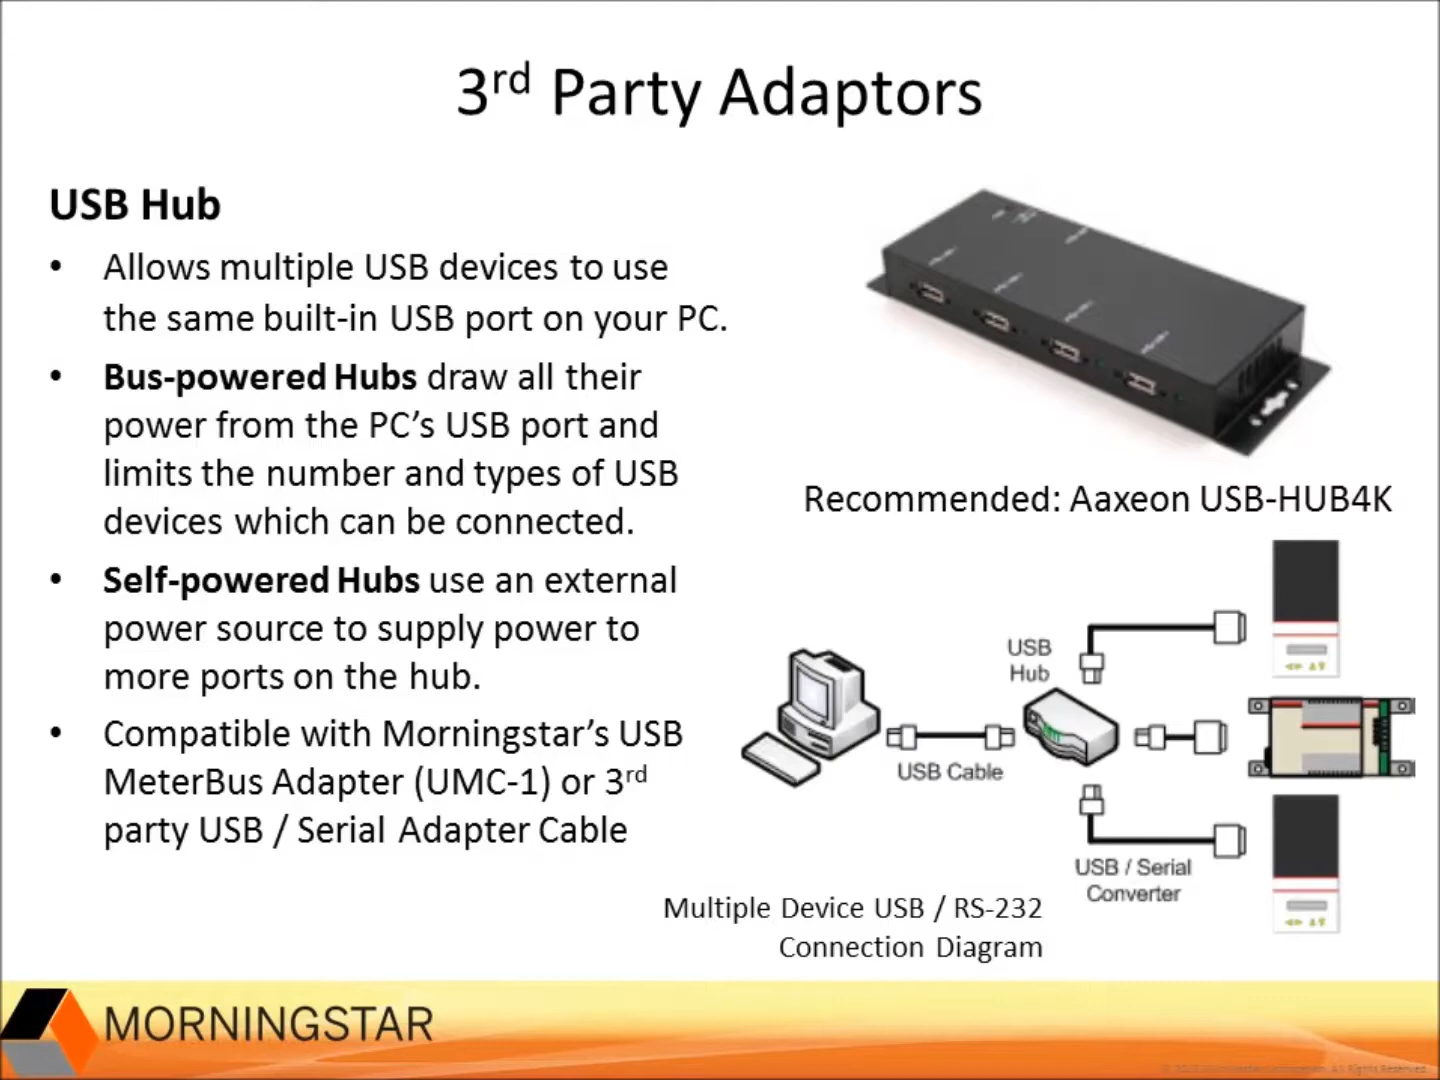 3rd Party Adaptors
USB Hub
• Allows multiple USB devices to use
the same built-in USB port on your PC.
• Bus-powered Hubs draw all their
power from the PC’s USB port and
limits the number and types of USB
devices which can be connected.
• Self-powered Hubs use an external
power source to supply power to
more ports on the hub.
• Compatible with Morningstar’s USB
MeterBus Adapter (UMC-1) or 3rd
party USB / Serial Adapter Cable
Recommended: Aaxeon USB-HUB4K
USB
Hub
USB Cable
USB / Serial
Converter
Multiple Device USB / RS-232
Connection Diagram
MORNINGSTAR